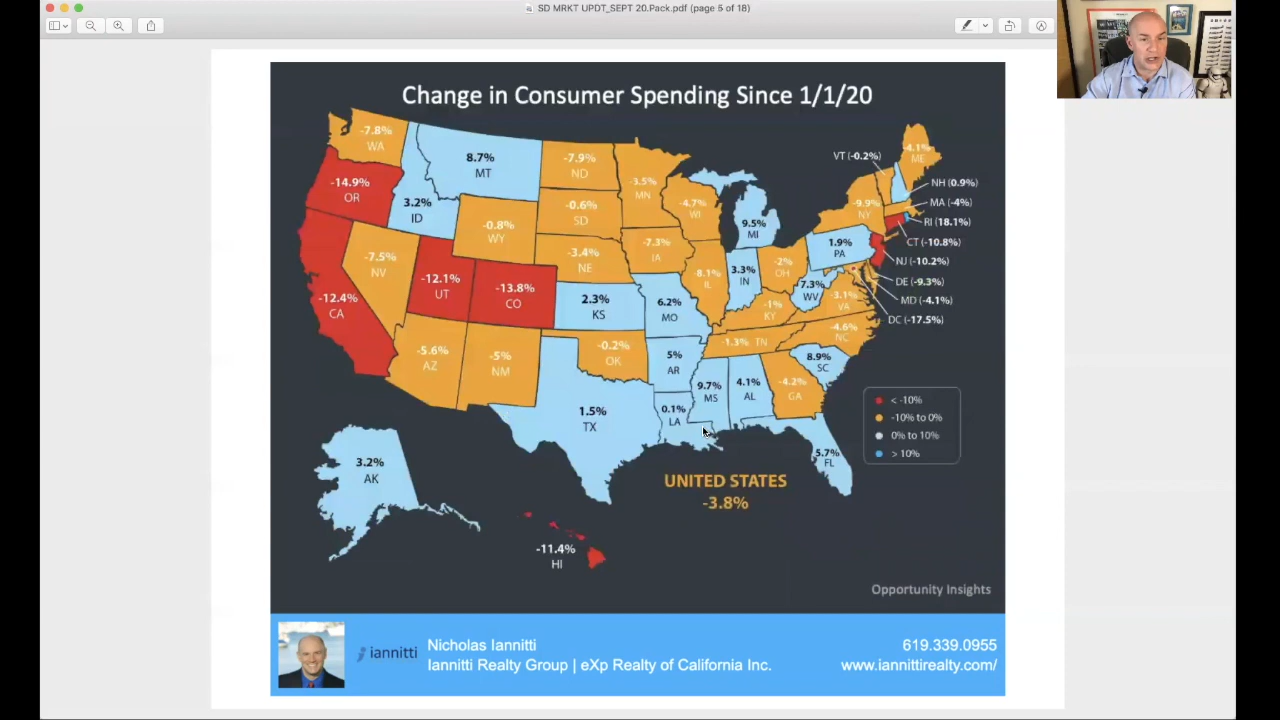 SD MRKT UPDT_SEPT 20.Pack.pdf (page 5 of 18)
Change in Consumer Spending Since 1/1/20
-7.8%
WA
-14.9%
OR
-12.4%
CA
3.2%
ID
-7.5%
NV
8.7%
MT
-0.8%
WY
-12.1%
UT
-13.8%
CO
-5.6%
AZ
-5%
NM
-7.9%
ND
-0.6%
SD
-3.4%
NE
2.3%
KS
-0.2%
OK
1.5%
TX
-3.5%
MN
-7.3%
IA
6.2%
MO
5%
AR
0.1%
LA
-4.7%
WI
-8.1%
IL
9.5%
MI
3.3%
IN
-2%
OH
-1%
KY
-1.3% TN
9.7%
MS
4.1%
AL
-4.2%
GA
5.7%
FL
8.9%
SC
-4.6%
NC
-3.1%
VA
7.3%
WV
1.9%
PA
-9.9%
NY
-4.1%
ME
VT (-0.2%)
NH (0.9%)
MA (-4%)
RI (18.1%)
CT (-10.8%)
NJ (-10.2%)
DE (-9.3%)
MD (-4.1%)
DC (-17.5%)
< -10%
-10% to 0%
0% to 10%
> 10%
3.2%
AK
-11.4%
HI
UNITED STATES
-3.8%
Opportunity Insights
iannitti
Nicholas Iannitti
Iannitti Realty Group | eXp Realty of California Inc.
619.339.0955
www.iannittirealty.com/